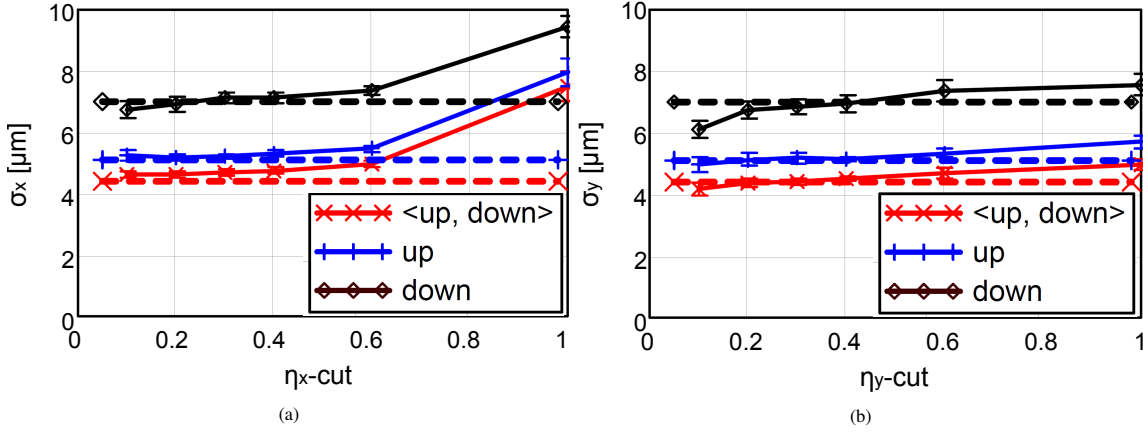 10
8
6
4
2
0
σx [μm]
<up, down>
up
down
0 0.2 0.4 0.6 0.8 1
ηx-cut
(a)
10
8
6
4
2
0
σy [μm]
<up, down>
up
down
0 0.2 0.4 0.6 0.8 1
ηy-cut
(b)